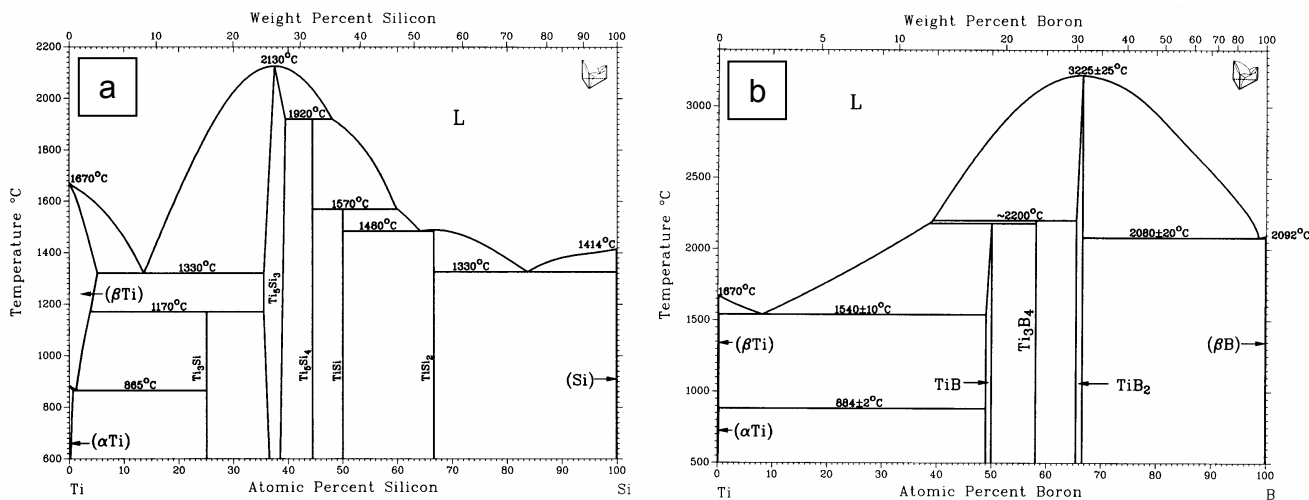 a
Weight Percent Silicon
0 10 20 30 40 50 60 70 80 90 100
2200
2000
1800
1600
1400
1200
1000
800
600
Temperature °C
2130°C
1920°C
L
1670°C
1570°C
1480°C
1414°C
1330°C
1330°C
(βTi)
1170°C
865°C
(αTi)
Ti₃Si
Ti₅Si₃
Ti₅Si₄
TiSi
TiSi₂
(Si)
0 10 20 30 40 50 60 70 80 90 100
Ti
Atomic Percent Silicon
Si
b
Weight Percent Boron
0 5 10 20 30 40 50 60 70 80 90 100
3000
2500
2000
1500
1000
500
Temperature °C
3225±25°C
L
~2200°C
2080±20°C
2092°C
1670°C
1540±10°C
(βTi)
884±2°C
(αTi)
TiB
Ti₃B₄
TiB₂
(βB)
0 10 20 30 40 50 60 70 80 90 100
Ti
Atomic Percent Boron
B